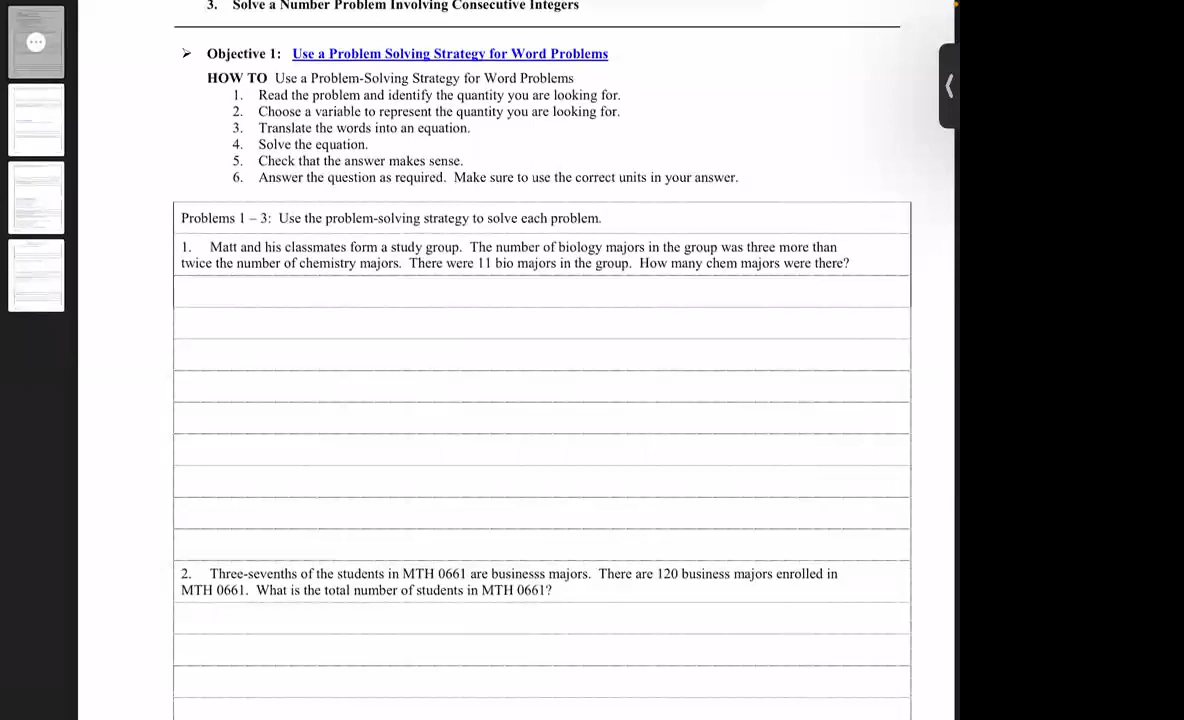 3. Solve a Number Problem Involving Consecutive Integers
➢ Objective 1: Use a Problem Solving Strategy for Word Problems
HOW TO Use a Problem-Solving Strategy for Word Problems
1. Read the problem and identify the quantity you are looking for.
2. Choose a variable to represent the quantity you are looking for.
3. Translate the words into an equation.
4. Solve the equation.
5. Check that the answer makes sense.
6. Answer the question as required. Make sure to use the correct units in your answer.
Problems 1 – 3: Use the problem-solving strategy to solve each problem.
1. Matt and his classmates form a study group. The number of biology majors in the group was three more than
twice the number of chemistry majors. There were 11 bio majors in the group. How many chem majors were there?
2. Three-sevenths of the students in MTH 0661 are businesss majors. There are 120 business majors enrolled in
MTH 0661. What is the total number of students in MTH 0661?